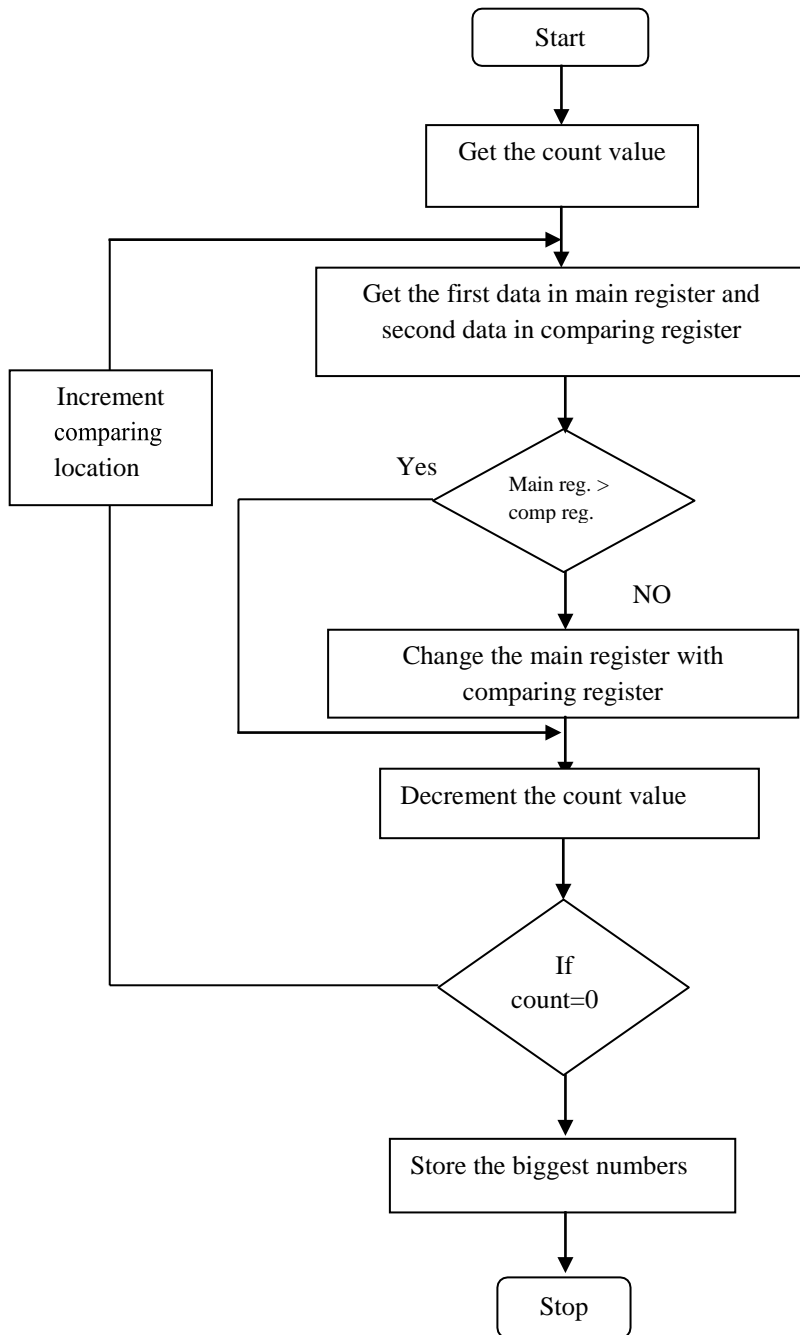 Start
Get the count value
Get the first data in main register and
second data in comparing register
Increment
comparing
location
Yes
Main reg. >
comp reg.
NO
Change the main register with
comparing register
Decrement the count value
If
count=0
Store the biggest numbers
Stop